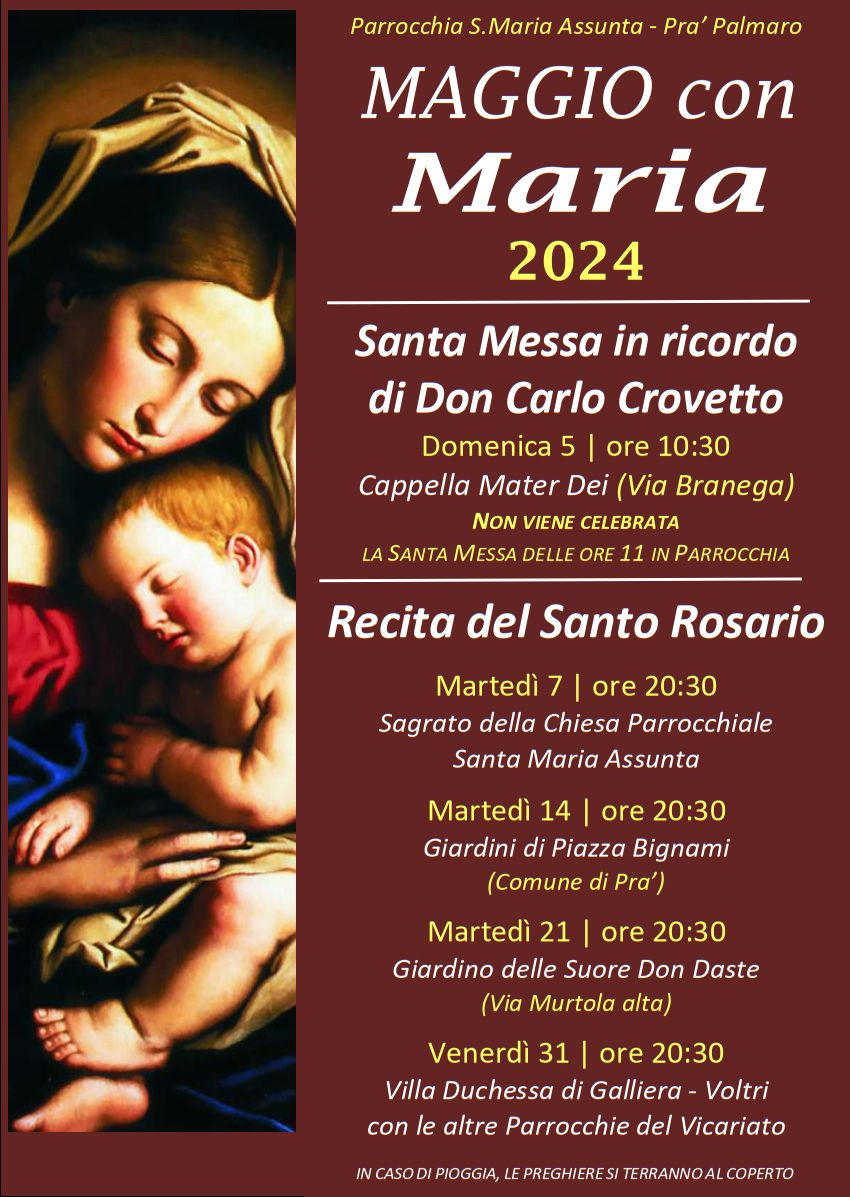 Parrocchia S.Maria Assunta - Pra’ Palmaro
MAGGIO con
Maria
2024
Santa Messa in ricordo
di Don Carlo Crovetto
Domenica 5 | ore 10:30
Cappella Mater Dei (Via Branega)
NON VIENE CELEBRATA
LA SANTA MESSA DELLE ORE 11 IN PARROCCHIA
Recita del Santo Rosario
Martedì 7 | ore 20:30
Sagrato della Chiesa Parrocchiale
Santa Maria Assunta
Martedì 14 | ore 20:30
Giardini di Piazza Bignami
(Comune di Pra’)
Martedì 21 | ore 20:30
Giardino delle Suore Don Daste
(Via Murtola alta)
Venerdì 31 | ore 20:30
Villa Duchessa di Galliera - Voltri
con le altre Parrocchie del Vicariato
IN CASO DI PIOGGIA, LE PREGHIERE SI TERRANNO AL COPERTO